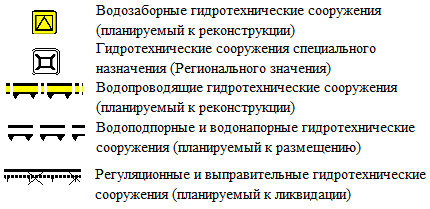 Водозаборные гидротехнические сооружения
(планируемый к реконструкции)
Гидротехнические сооружения специального
назначения (Регионального значения)
Водопроводящие гидротехнические сооружения
(планируемый к реконструкции)
Водоподпорные и водонапорные гидротехнические
сооружения (планируемый к размещению)
Регуляционные и выправительные гидротехнические
сооружения (планируемый к ликвидации)